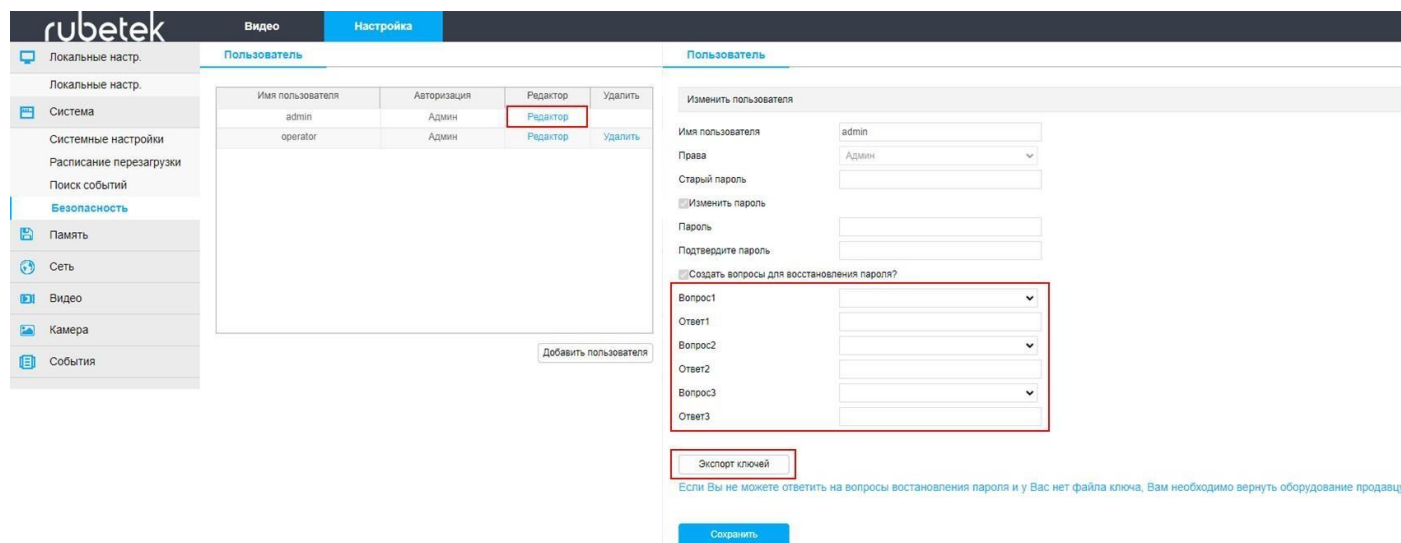 rubetek
Видео
Настройка
Локальные настр.
Локальные настр.
Система
Системные настройки
Расписание перезагрузки
Поиск событий
Безопасность
Память
Сеть
Видео
Камера
События
Пользователь
Имя пользователя Авторизация Редактор Удалить
admin Админ Редактор
operator Админ Редактор Удалить
Добавить пользователя
Пользователь
Изменить пользователя
Имя пользователя admin
Права Админ
Старый пароль
Изменить пароль
Пароль
Подтвердите пароль
Создать вопросы для восстановления пароля?
Вопрос1
Ответ1
Вопрос2
Ответ2
Вопрос3
Ответ3
Экспорт ключей
Если Вы не можете ответить на вопросы востановления пароля и у Вас нет файла ключа, Вам необходимо вернуть оборудование продавцу
Сохранить